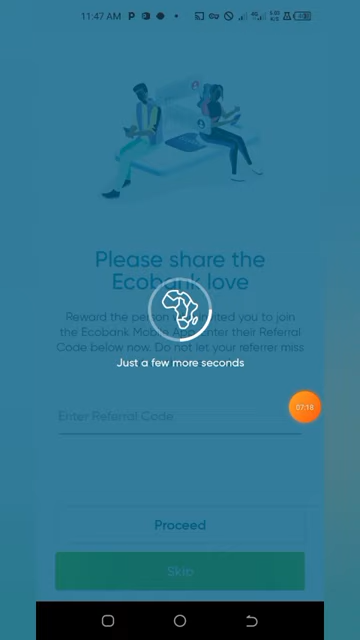 11:47 AM
Please share the
Ecobank love
Reward the person
invited you to join
the Ecobank Mobile App
enter their Referral
Code below now. Do not let your referrer miss
Just a few more seconds
Enter Referral Code
07:18
Proceed
Skip